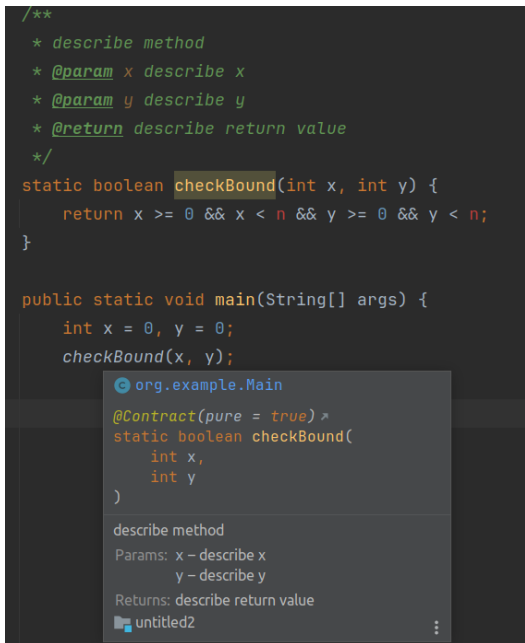 /**
 * describe method
 * @param x describe x
 * @param y describe y
 * @return describe return value
 */
static boolean checkBound(int x, int y) {
    return x >= 0 && x < n && y >= 0 && y < n;
}
public static void main(String[] args) {
    int x = 0, y = 0;
    checkBound(x, y);
C org.example.Main
@Contract(pure = true)↗
static boolean checkBound(
    int x,
    int y
)
describe method
Params: x – describe x
y – describe y
Returns: describe return value
untitled2